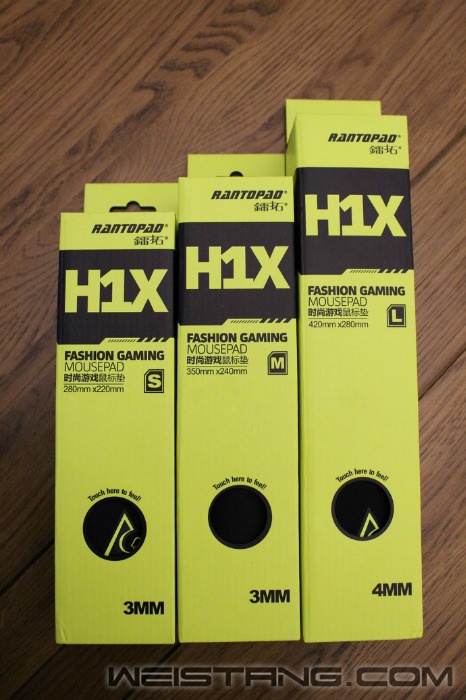 RANTOPAD®
鐳拓
H1X
FASHION GAMING
MOUSEPAD
时尚游戏鼠标垫
280mm x220mm
S
Touch here to feel!
3MM
RANTOPAD®
鐳拓
H1X
FASHION GAMING
MOUSEPAD
时尚游戏鼠标垫
350mm x240mm
M
Touch here to feel!
3MM
RANTOPAD®
鐳拓
H1X
FASHION GAMING
MOUSEPAD
时尚游戏鼠标垫
420mm x280mm
L
Touch here to feel!
4MM
WEISTANG.COM